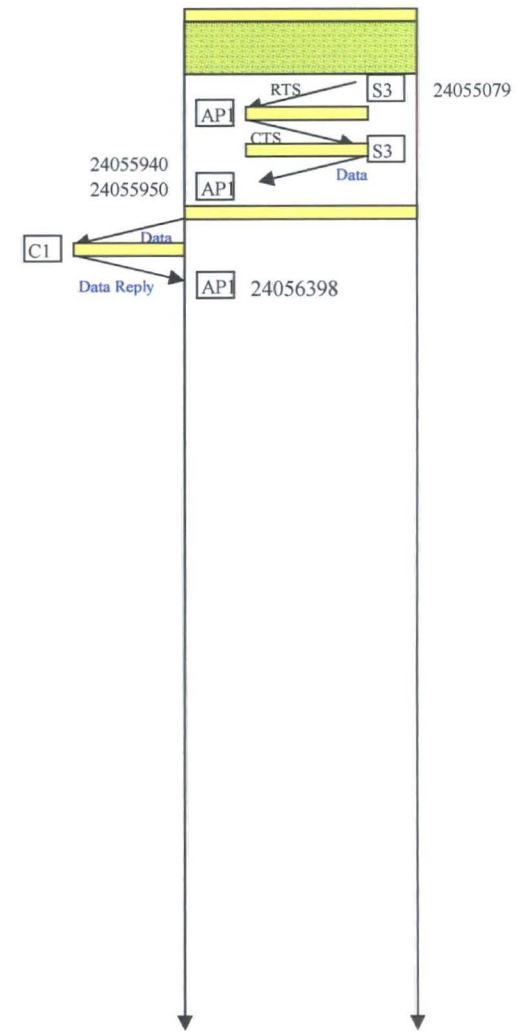 RTS
S3
24055079
AP1
CTS
S3
24055940
Data
24055950
AP1
Data
C1
Data Reply
AP1
24056398